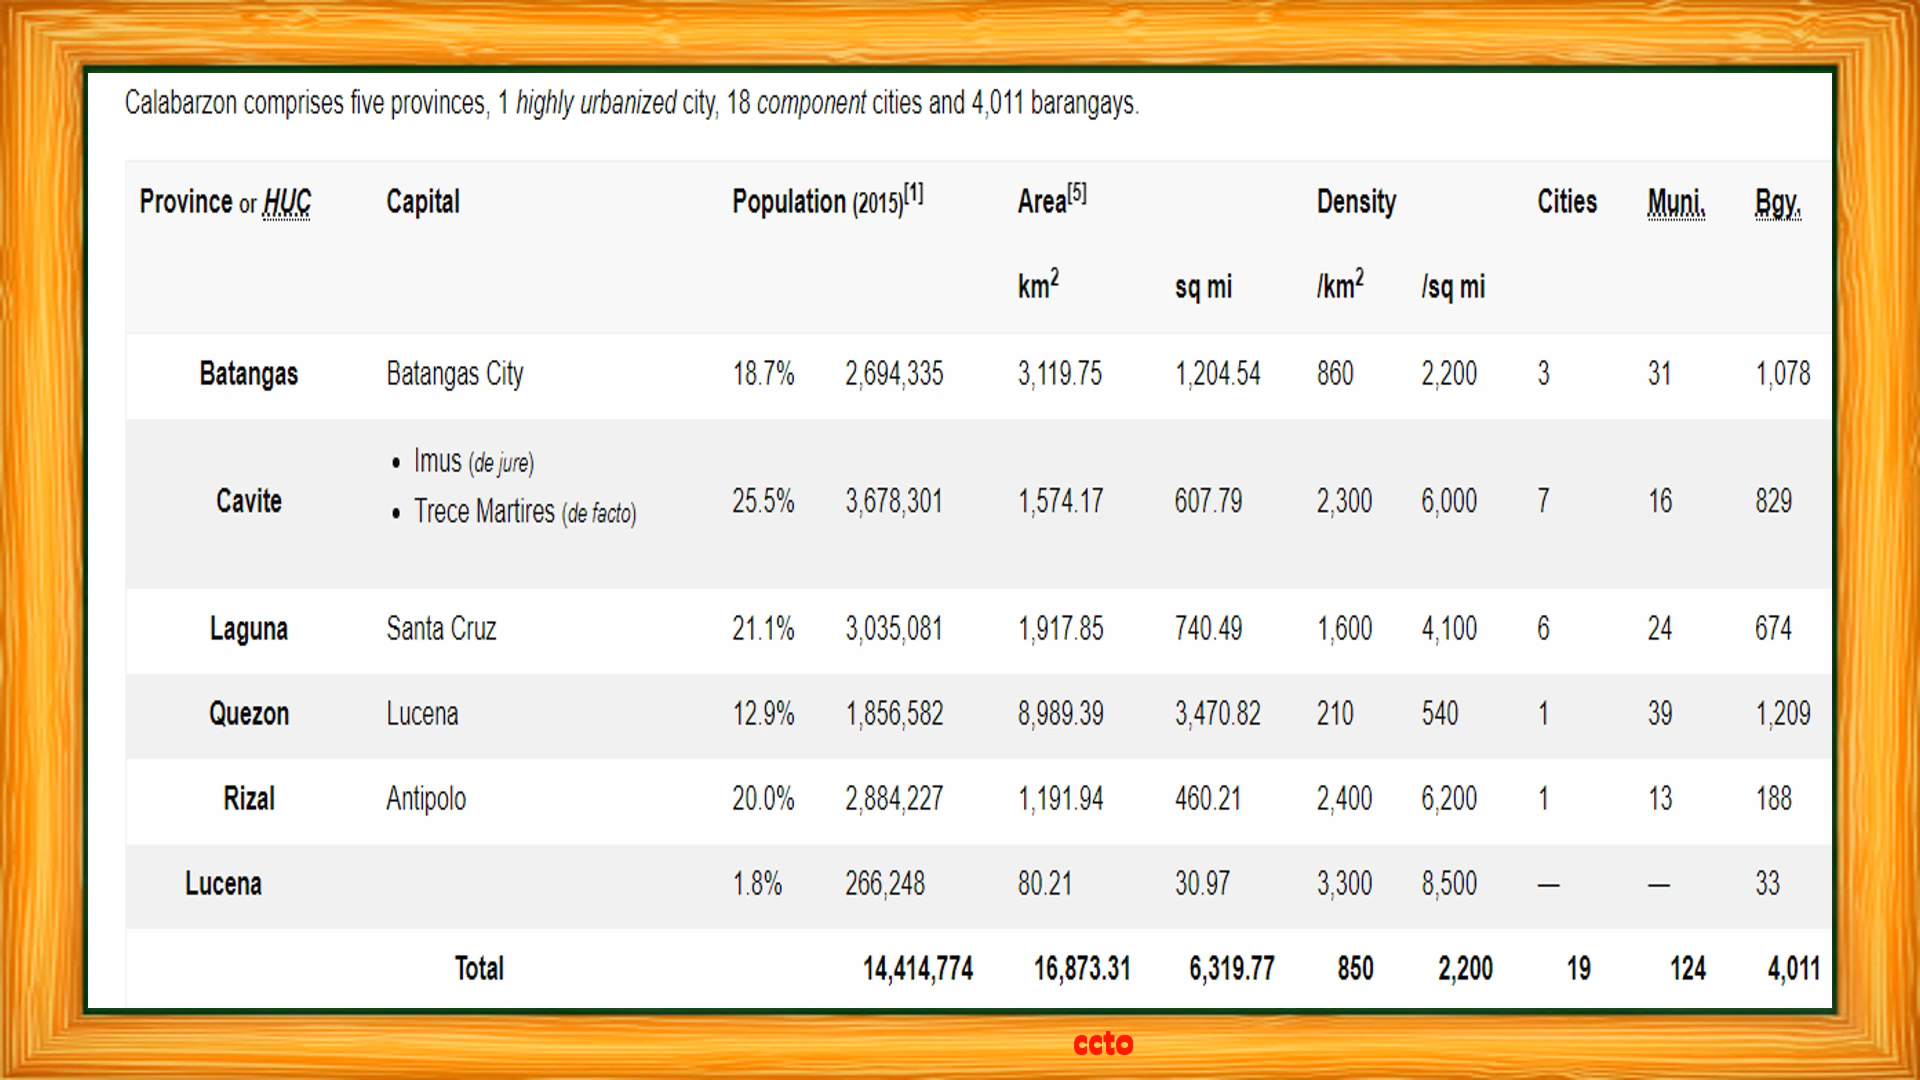 Calabarzon comprises five provinces, 1 highly urbanized city, 18 component cities and 4,011 barangays.
Province or HUC Capital Population (2015)[1] Area[5] Density Cities Muni. Bgy.
km2 sq mi /km2 /sq mi
Batangas Batangas City 18.7% 2,694,335 3,119.75 1,204.54 860 2,200 3 31 1,078
• Imus (de jure)
Cavite 25.5% 3,678,301 1,574.17 607.79 2,300 6,000 7 16 829
• Trece Martires (de facto)
Laguna Santa Cruz 21.1% 3,035,081 1,917.85 740.49 1,600 4,100 6 24 674
Quezon Lucena 12.9% 1,856,582 8,989.39 3,470.82 210 540 1 39 1,209
Rizal Antipolo 20.0% 2,884,227 1,191.94 460.21 2,400 6,200 1 13 188
Lucena 1.8% 266,248 80.21 30.97 3,300 8,500 — — 33
Total 14,414,774 16,873.31 6,319.77 850 2,200 19 124 4,011
ccto